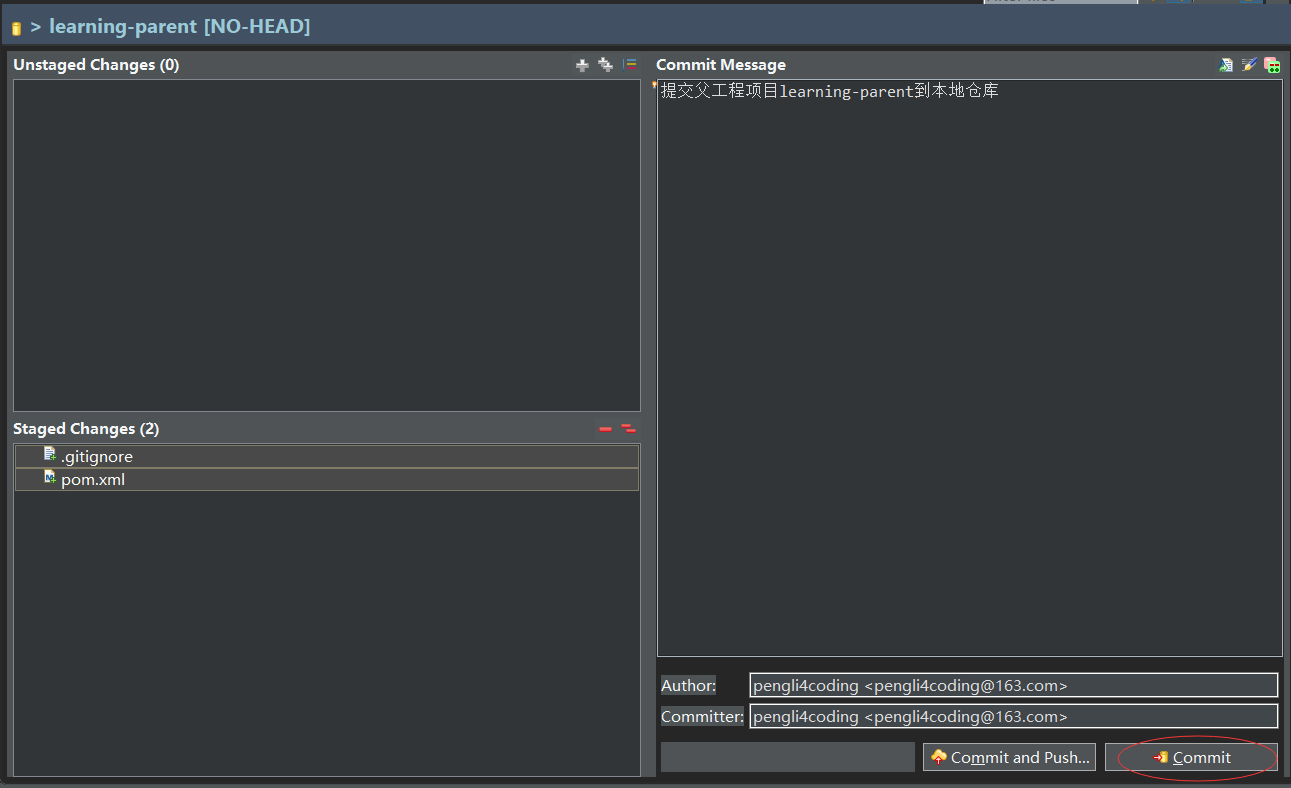 > learning-parent [NO-HEAD]
Unstaged Changes (0)
Commit Message
提交父工程项目learning-parent到本地仓库
Staged Changes (2)
.gitignore
pom.xml
Author: pengli4coding <pengli4coding@163.com>
Committer: pengli4coding <pengli4coding@163.com>
Commit and Push...
Commit